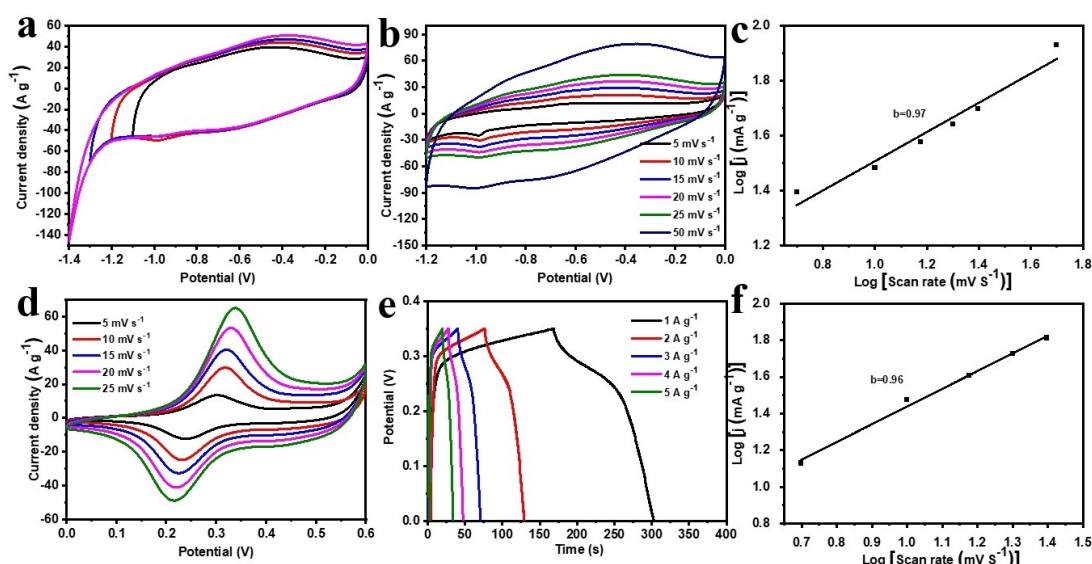 a
60
40
20
0
-20
-40
-60
-80
-100
-120
-140
Current density (A g⁻¹)
-1.4 -1.2 -1.0 -0.8 -0.6 -0.4 -0.2 0.0
Potential (V)
b
120
90
60
30
0
-30
-60
-90
-120
-150
Current density (A g⁻¹)
5 mV s⁻¹
10 mV s⁻¹
15 mV s⁻¹
20 mV s⁻¹
25 mV s⁻¹
50 mV s⁻¹
-1.2 -1.0 -0.8 -0.6 -0.4 -0.2 0.0
Potential (V)
c
2.0
1.8
1.6
1.4
1.2
Log [j (mA g⁻¹)]
b=0.97
0.8 1.0 1.2 1.4 1.6 1.8
Log [Scan rate (mV S⁻¹)]
d
80
60
40
20
0
-20
-40
-60
Current density (A g⁻¹)
5 mV s⁻¹
10 mV s⁻¹
15 mV s⁻¹
20 mV s⁻¹
25 mV s⁻¹
0.0 0.1 0.2 0.3 0.4 0.5 0.6
Potential (V)
e
0.4
0.3
0.2
0.1
0.0
Potential (V)
1 A g⁻¹
2 A g⁻¹
3 A g⁻¹
4 A g⁻¹
5 A g⁻¹
0 50 100 150 200 250 300 350 400
Time (s)
f
2.0
1.8
1.6
1.4
1.2
1.0
0.8
Log [j (mA g⁻¹)]
b=0.96
0.7 0.8 0.9 1.0 1.1 1.2 1.3 1.4 1.5
Log [Scan rate (mV S⁻¹)]